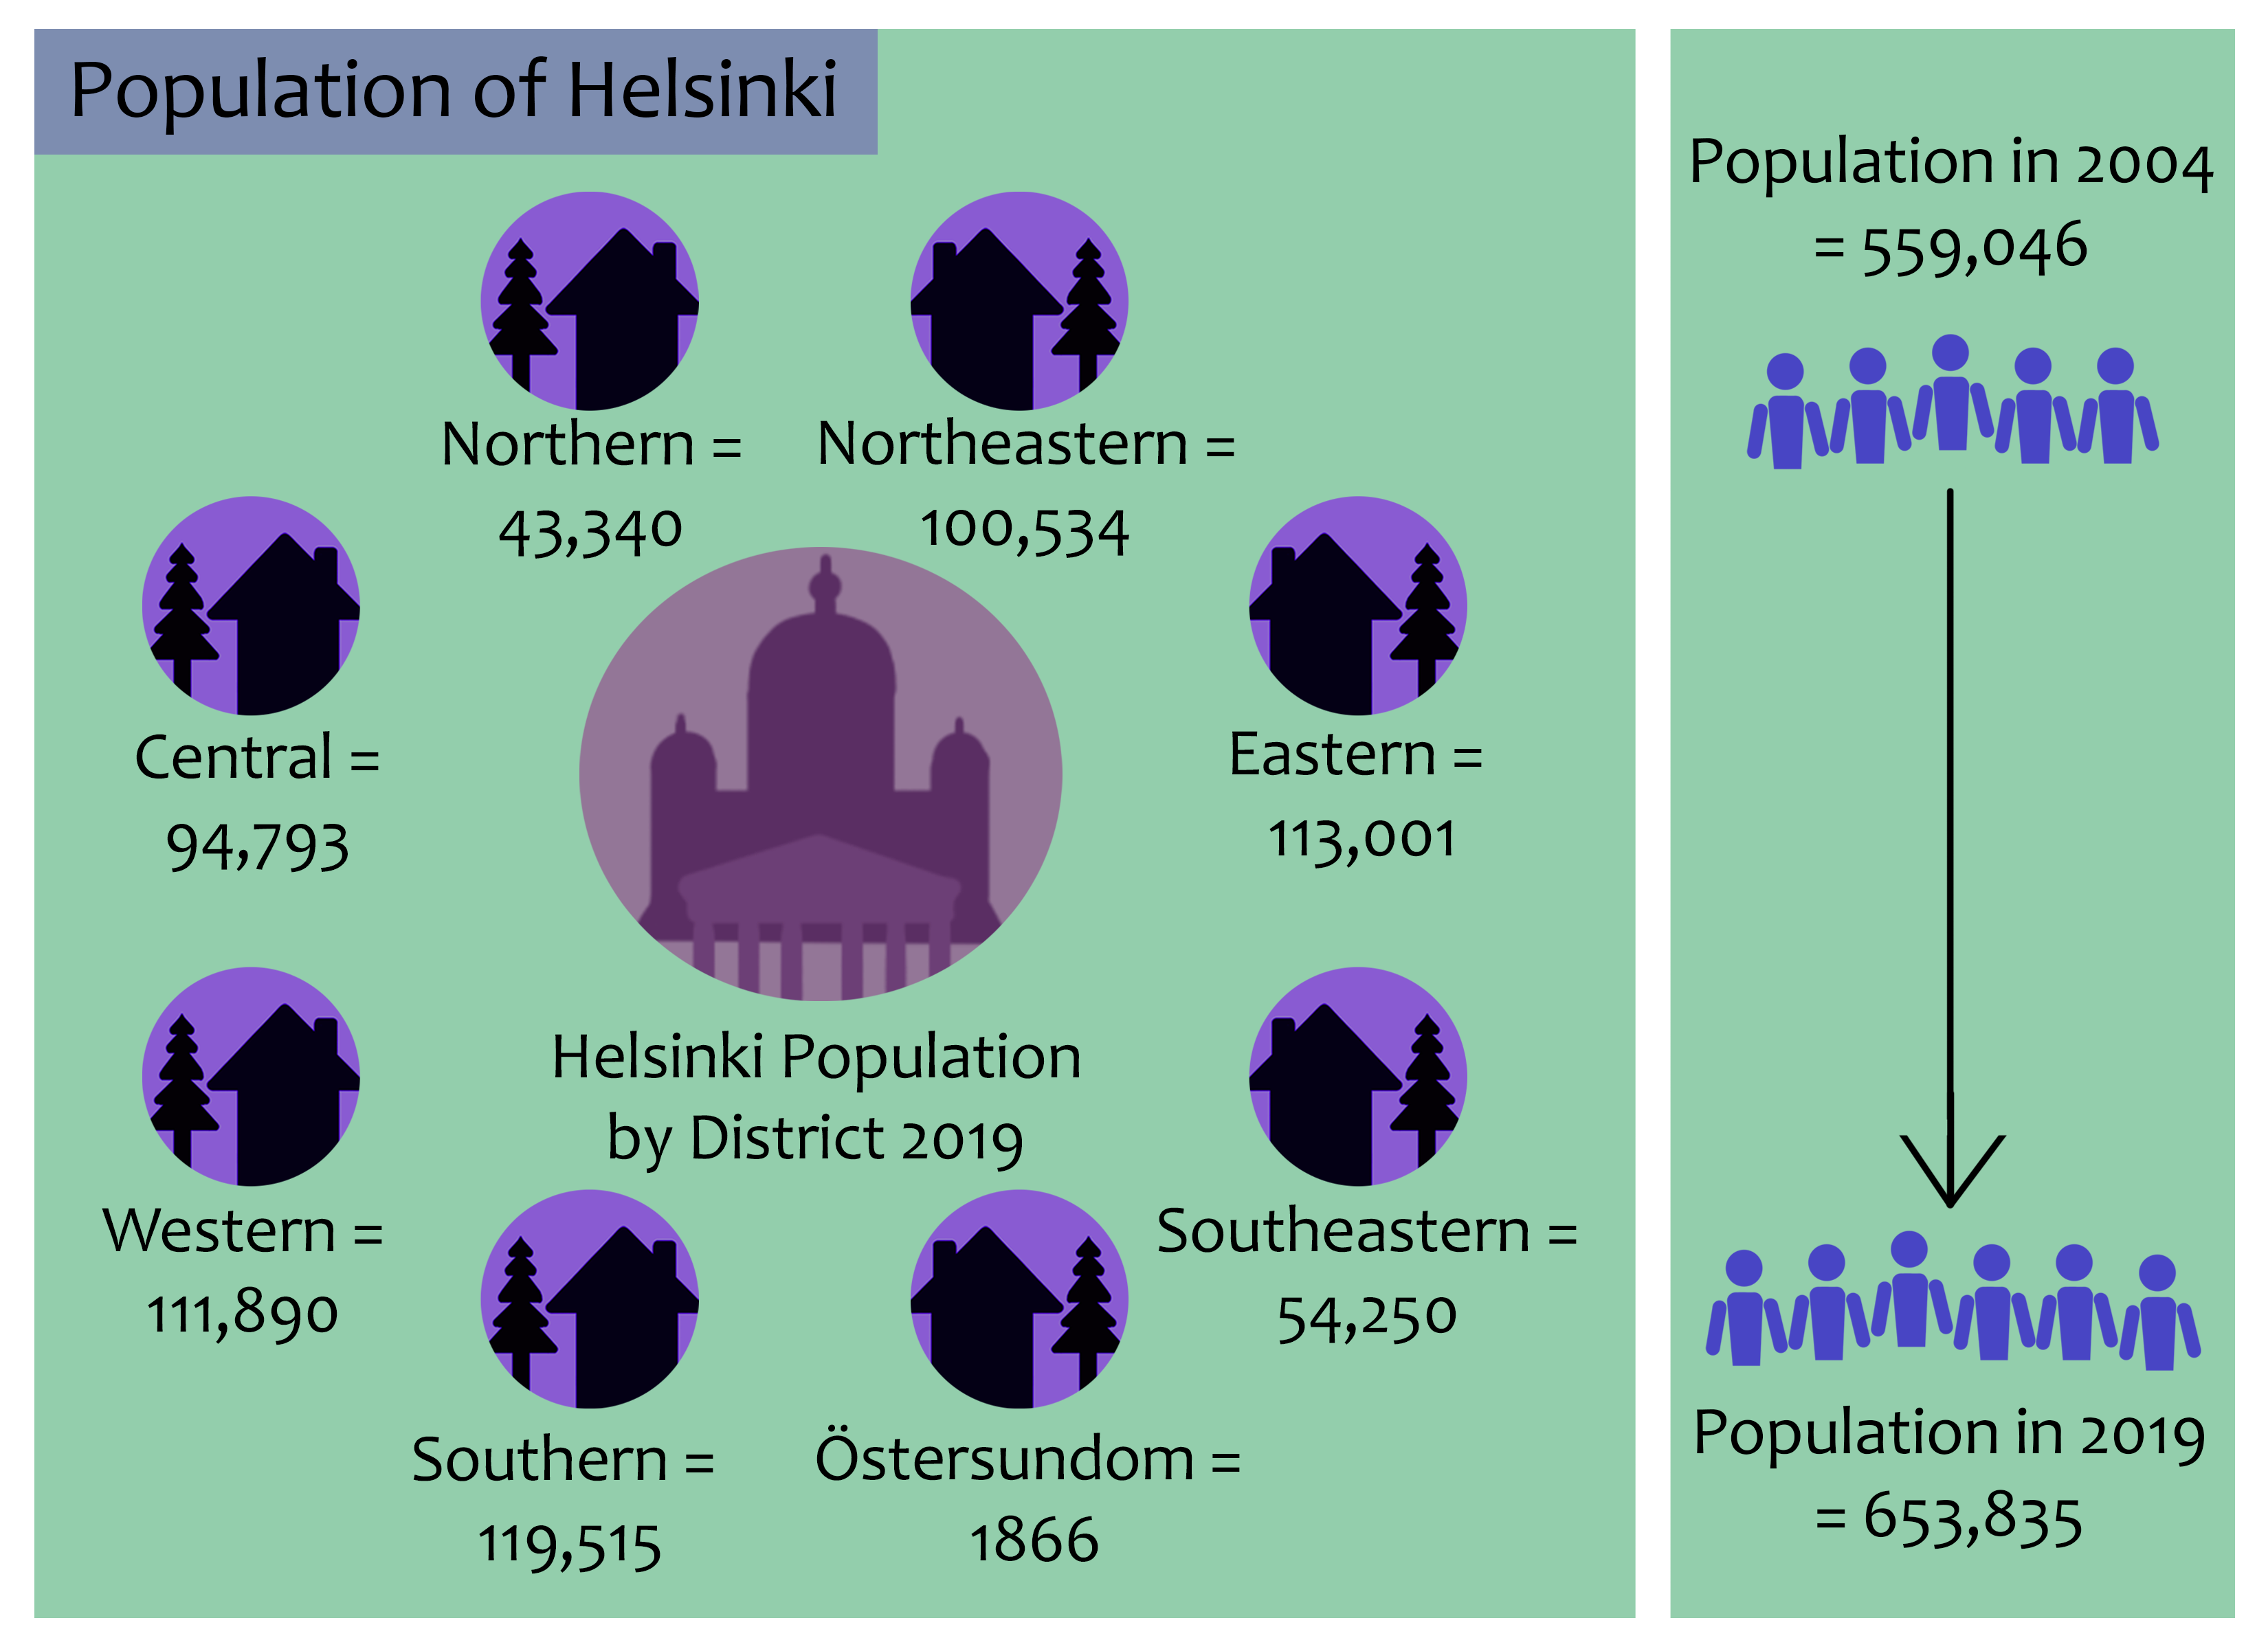 Population of Helsinki
Northern =
43,340
Northeastern =
100,534
Central =
94,793
Eastern =
113,001
Helsinki Population
by District 2019
Western =
111,890
Southeastern =
54,250
Southern =
119,515
Östersundom =
1866
Population in 2004
= 559,046
Population in 2019
= 653,835